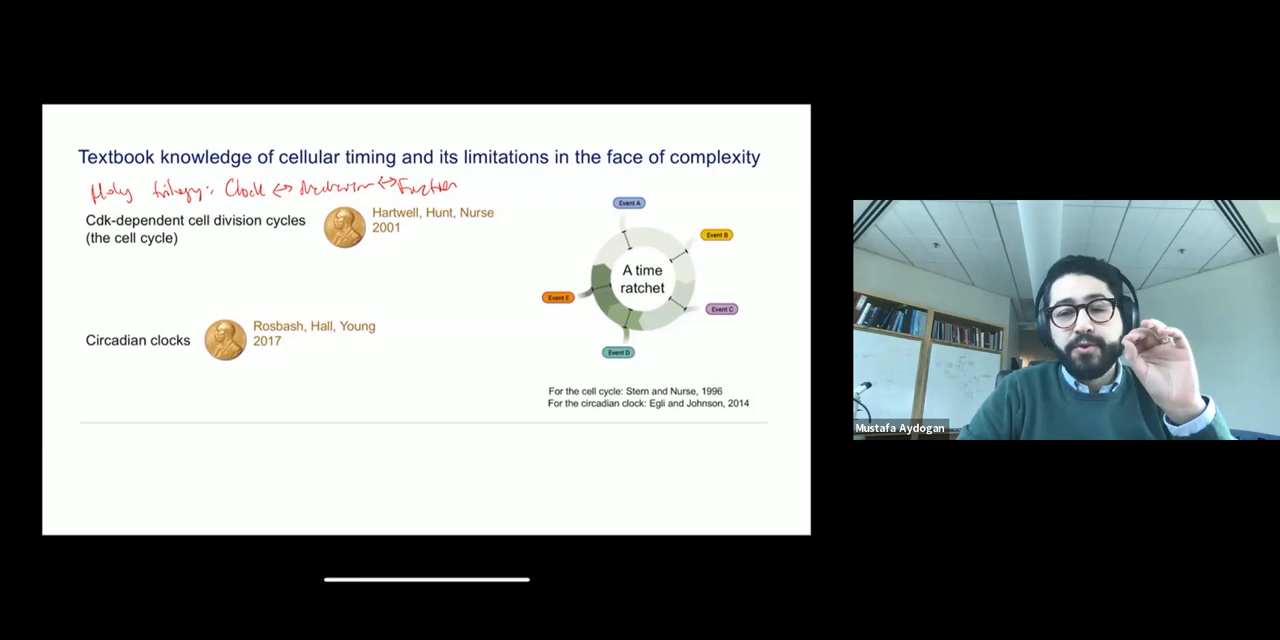 Textbook knowledge of cellular timing and its limitations in the face of complexity
Holy trilogy: Clock ↔ ↔ Function
Cdk-dependent cell division cycles
(the cell cycle)
Hartwell, Hunt, Nurse
2001
Circadian clocks
Rosbash, Hall, Young
2017
Event A
Event B
A time
ratchet
Event E
Event C
Event D
For the cell cycle: Stern and Nurse, 1996
For the circadian clock: Egli and Johnson, 2014
Mustafa Aydogan